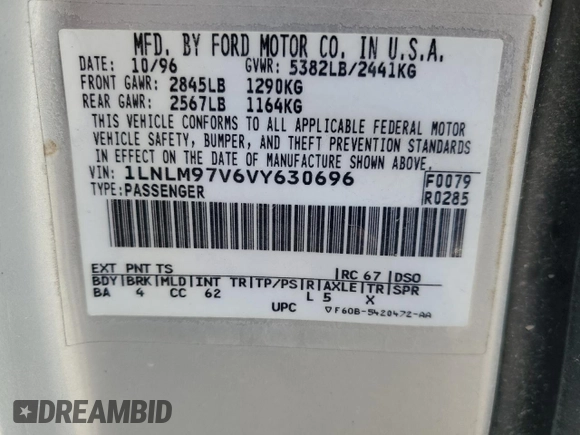 MFD. BY FORD MOTOR CO. IN U.S.A.
DATE: 10/96 GVWR: 5382LB/2441KG
FRONT GAWR: 2845LB 1290KG
REAR GAWR: 2567LB 1164KG
THIS VEHICLE CONFORMS TO ALL APPLICABLE FEDERAL MOTOR
VEHICLE SAFETY, BUMPER, AND THEFT PREVENTION STANDARDS
IN EFFECT ON THE DATE OF MANUFACTURE SHOWN ABOVE.
VIN: 1LNLM97V6VY630696 F0079
TYPE: PASSENGER R0285
EXT PNT TS RC 67 DSO
BDY BRK MLD INT TR TP/PS R AXLE TR SPR
BA 4 CC 62 L 5 X
UPC ▽F60B-5420472-AA
DREAMBID